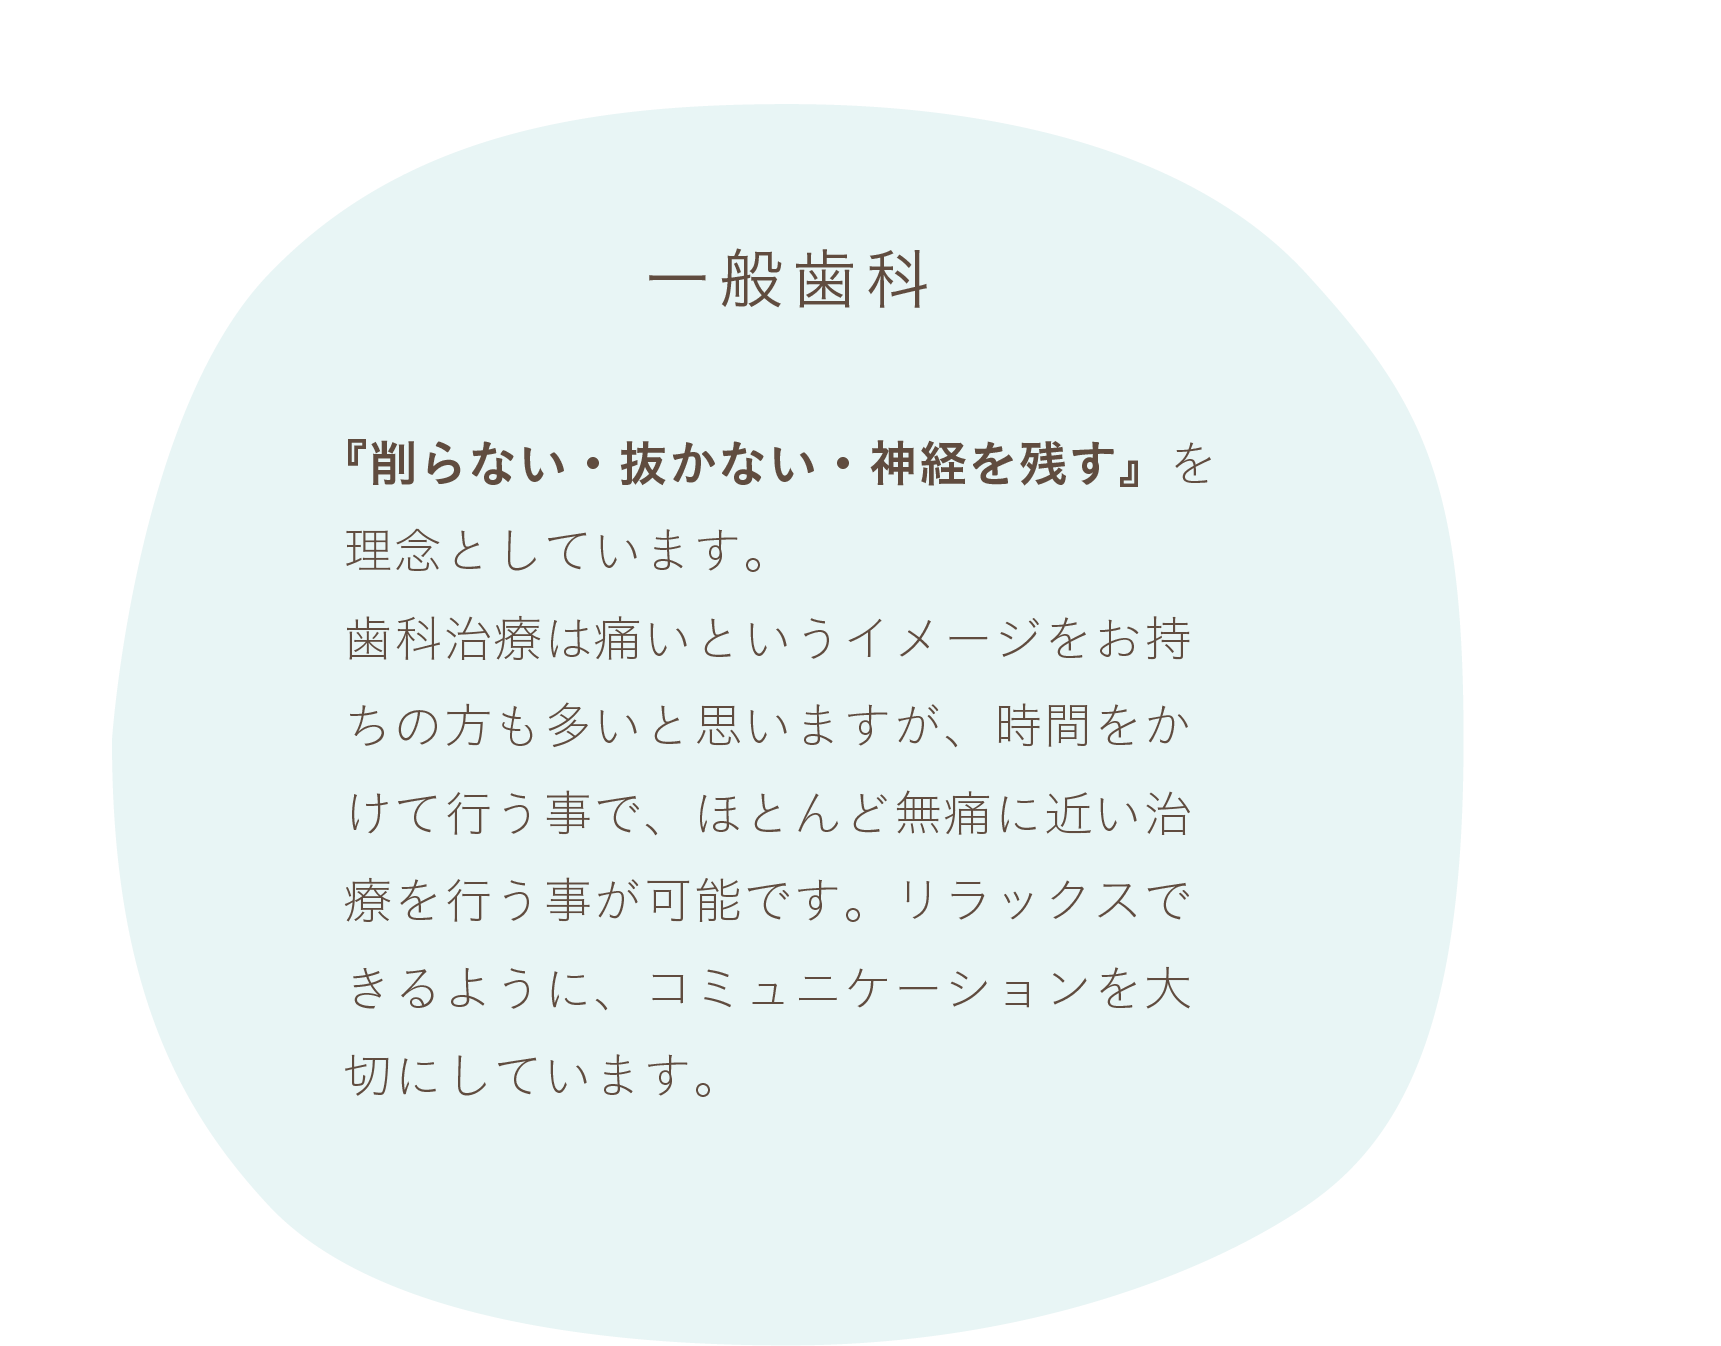 一般歯科
『削らない・抜かない・神経を残す』を
理念としています。
歯科治療は痛いというイメージをお持
ちの方も多いと思いますが、時間をか
けて行う事で、ほとんど無痛に近い治
療を行う事が可能です。リラックスで
きるように、コミュニケーションを大
切にしています。